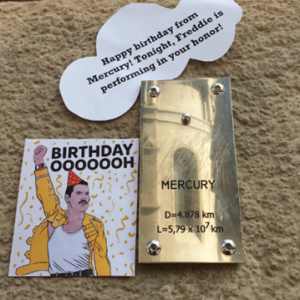 Happy birthday from
Mercury! Tonight, Freddie is
performing in your honor!
BIRTHDAY
OOOOOOH
MERCURY
D=4.878 km
L=5,79 x 10⁷ km